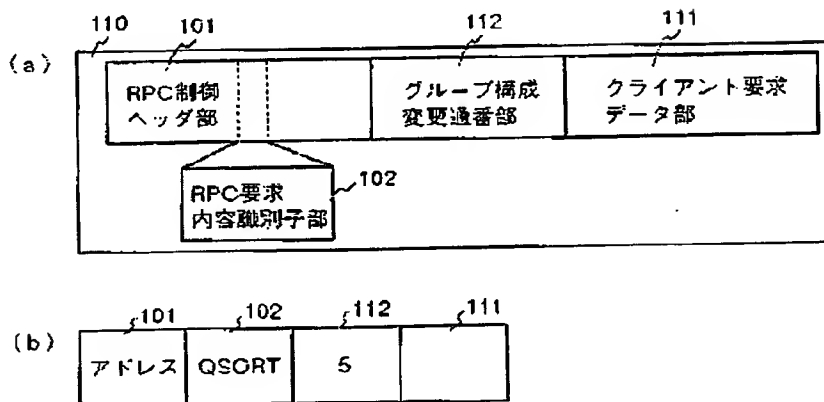 110
101
112
111
(a)
RPC制御
ヘッダ部
グループ構成
変更通番部
クライアント要求
データ部
102
RPC要求
内容識別子部
101
102
112
111
(b)
アドレス
QSORT
5